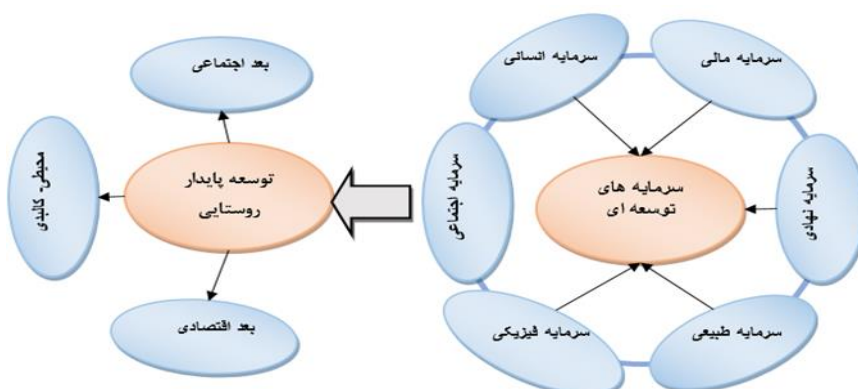 سرمایه مالی
سرمایه انسانی
سرمایه نهادی
سرمایه های
توسعه ای
سرمایه اجتماعی
سرمایه طبیعی
سرمایه فیزیکی
بعد اجتماعی
توسعه پایدار
روستایی
محیطی- کالبدی
بعد اقتصادی